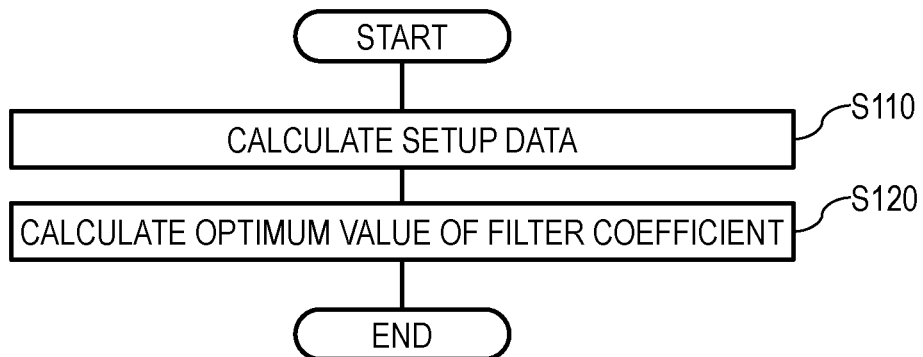 START
CALCULATE SETUP DATA
S110
CALCULATE OPTIMUM VALUE OF FILTER COEFFICIENT
S120
END